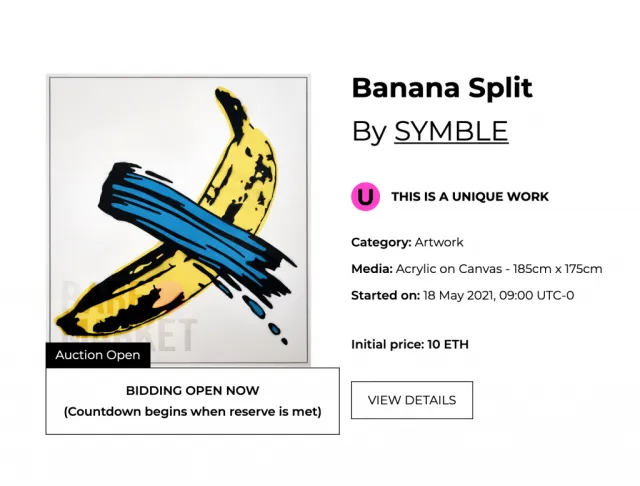 Banana Split
By SYMBLE
U THIS IS A UNIQUE WORK
Category: Artwork
Media: Acrylic on Canvas - 185cm x 175cm
Started on: 18 May 2021, 09:00 UTC-0
Initial price: 10 ETH
VIEW DETAILS
MARKET
Auction Open
BIDDING OPEN NOW
(Countdown begins when reserve is met)